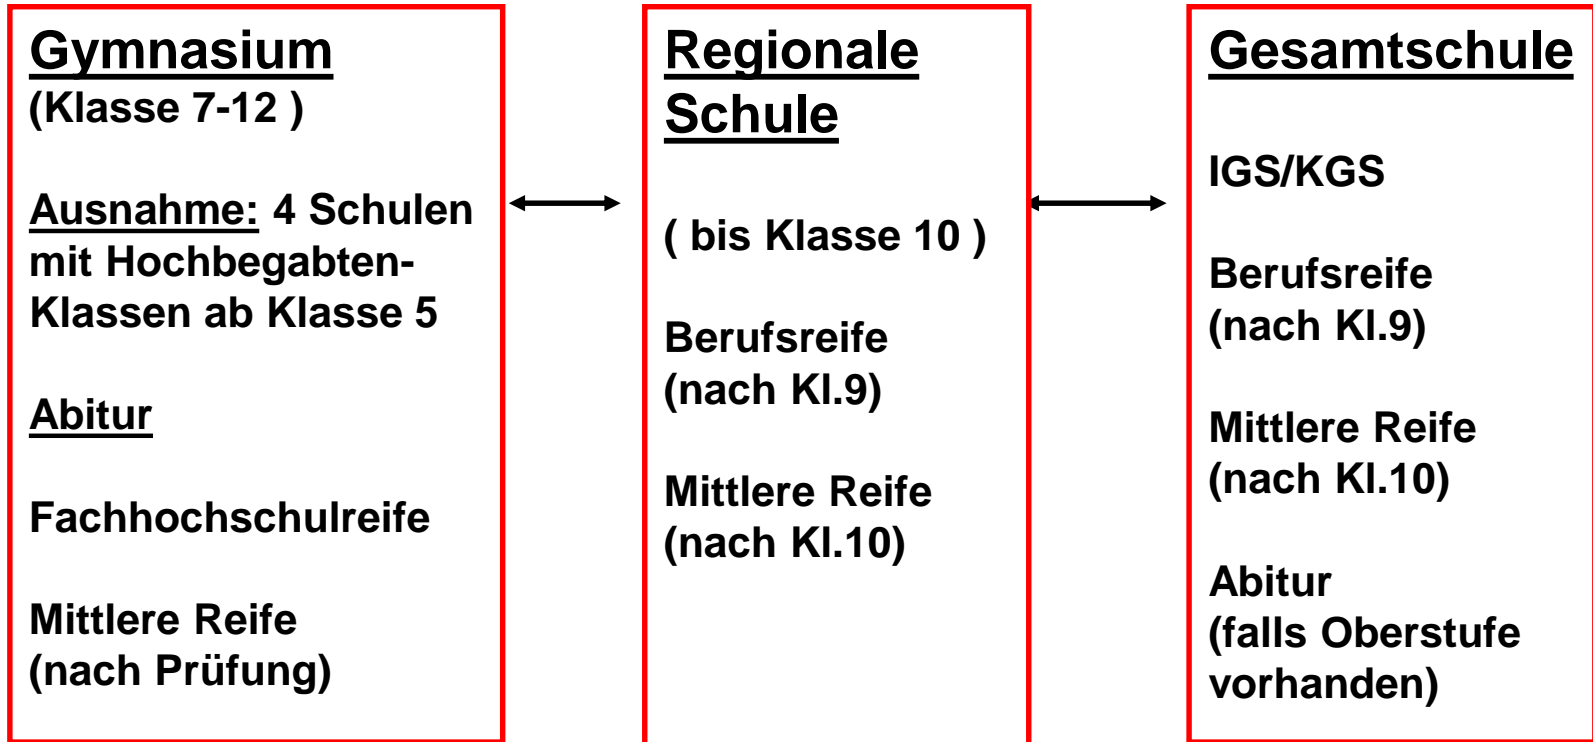 Gymnasium
(Klasse 7-12 )
Ausnahme: 4 Schulen
mit Hochbegabten-
Klassen ab Klasse 5
Abitur
Fachhochschulreife
Mittlere Reife
(nach Prüfung)
Regionale
Schule
( bis Klasse 10 )
Berufsreife
(nach Kl.9)
Mittlere Reife
(nach Kl.10)
Gesamtschule
IGS/KGS
Berufsreife
(nach Kl.9)
Mittlere Reife
(nach Kl.10)
Abitur
(falls Oberstufe
vorhanden)